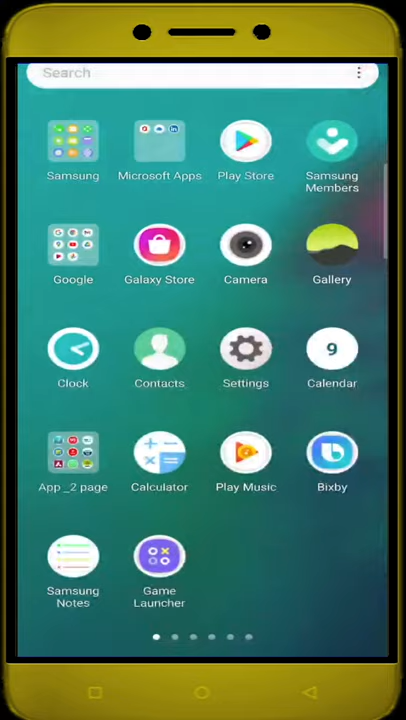 Search
Samsung
Microsoft Apps
Play Store
Samsung
Members
Google
Galaxy Store
Camera
Gallery
Clock
Contacts
Settings
9
Calendar
App _2 page
Calculator
Play Music
Bixby
Samsung
Notes
Game
Launcher